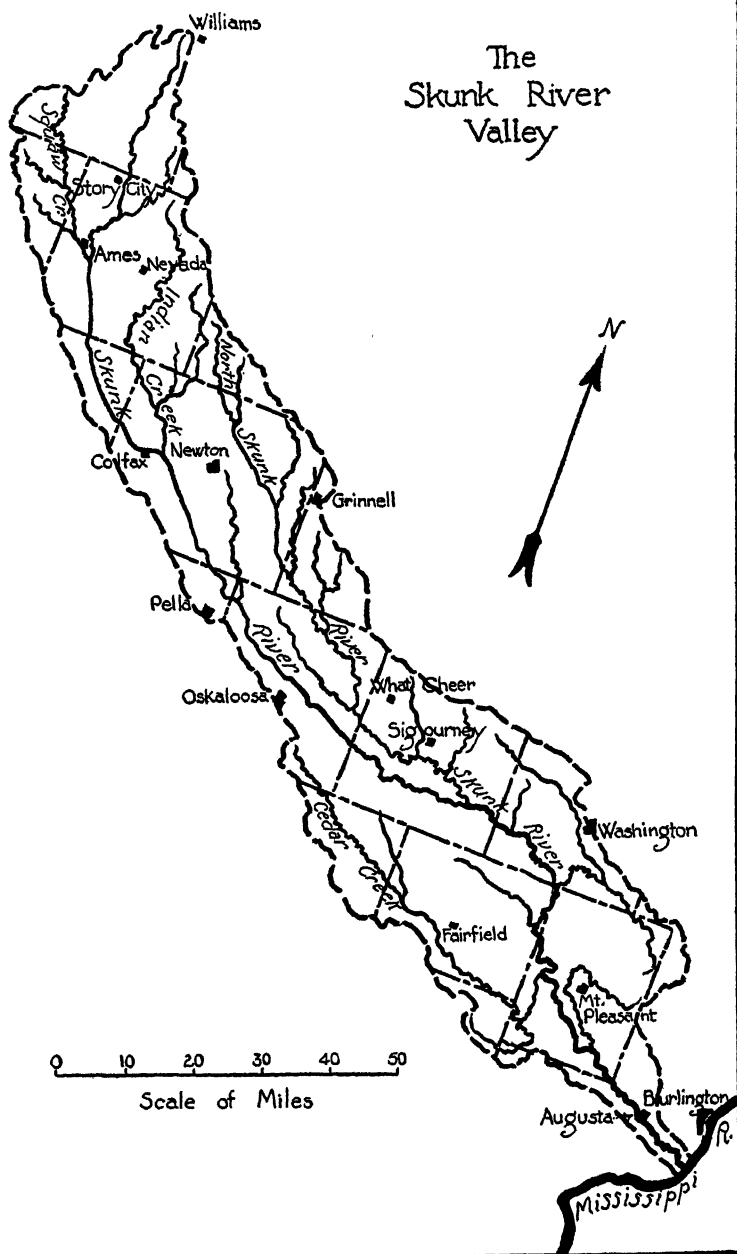 The
Skunk River
Valley
Williams
Squaw Cr.
Story City
Ames
Nevada
Indian Creek
North Skunk River
Skunk River
N
Colfax
Newton
Grinnell
Pella
Oskaloosa
What Cheer
Sigourney
Skunk River
Cedar Creek
Washington
Fairfield
Mt.
Pleasant
0 10 20 30 40 50
Scale of Miles
Augusta
Burlington
Mississippi R.